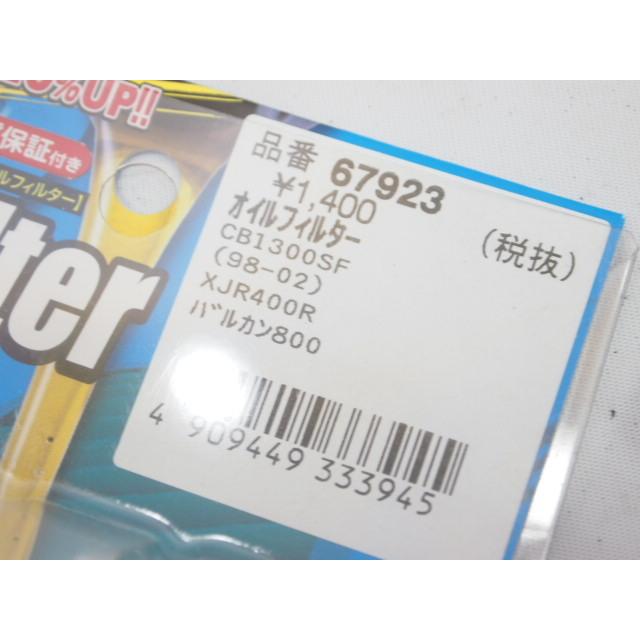 %UP!!
保証付き
ルフィルター】
lter
品番 67923
¥1,400 (税抜)
オイルフィルター
CB1300SF
(98-02)
XJR400R
バルカン800
4 909449 333945